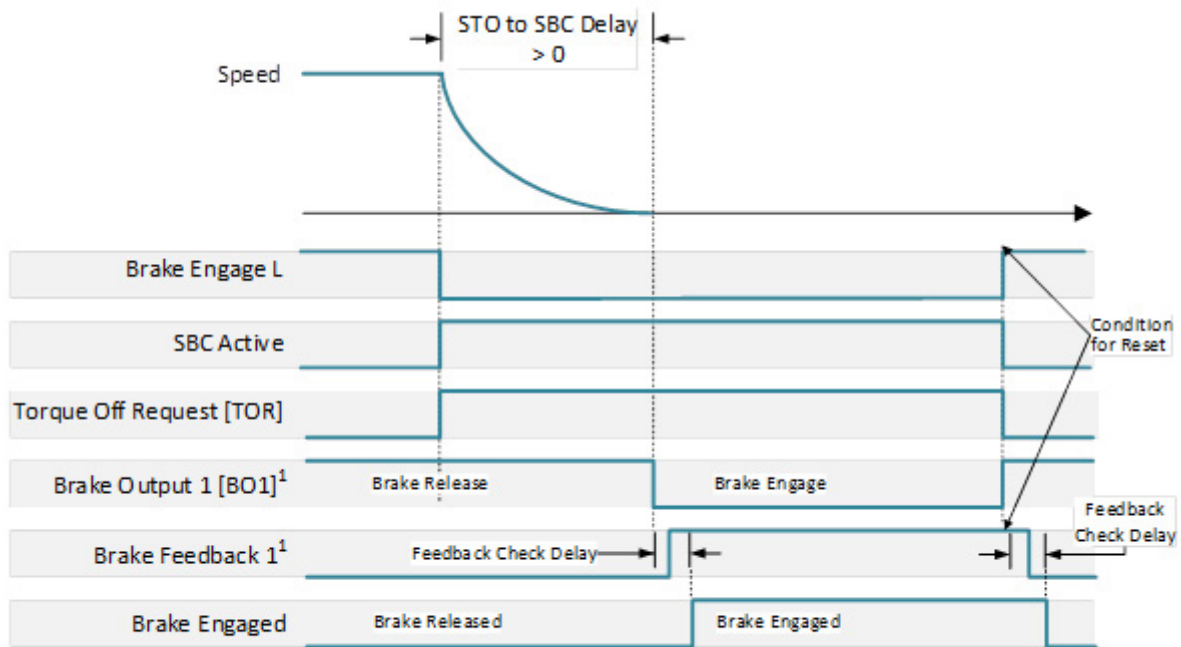 STO to SBC Delay
> 0
Speed
Brake Engage L
SBC Active
Condition
for Reset
Torque Off Request [TOR]
Brake Output 1 [BO1]¹
Brake Release
Brake Engage
Feedback
Check Delay
Brake Feedback 1¹
Feedback Check Delay
Brake Engaged
Brake Released
Brake Engaged